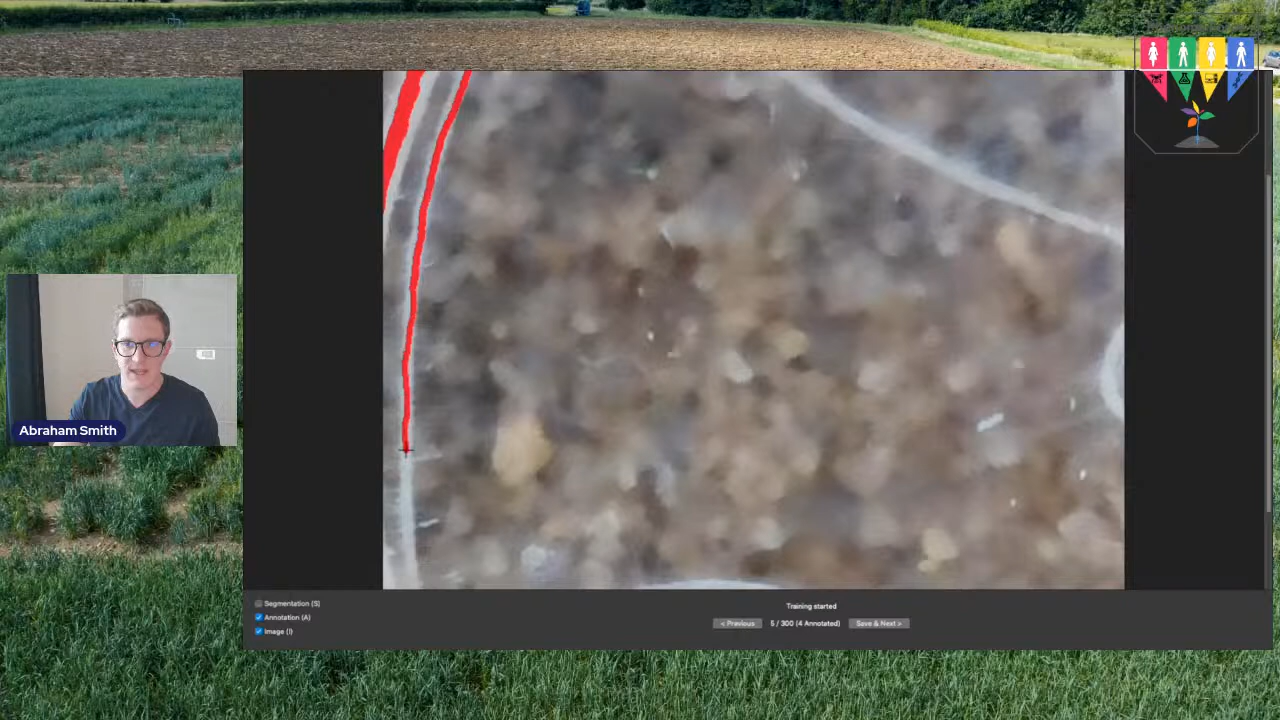 Abraham Smith
Segmentation (S)
Annotation (A)
Image (I)
Training started
< Previous
5 / 300 (4 Annotated)
Save & Next >